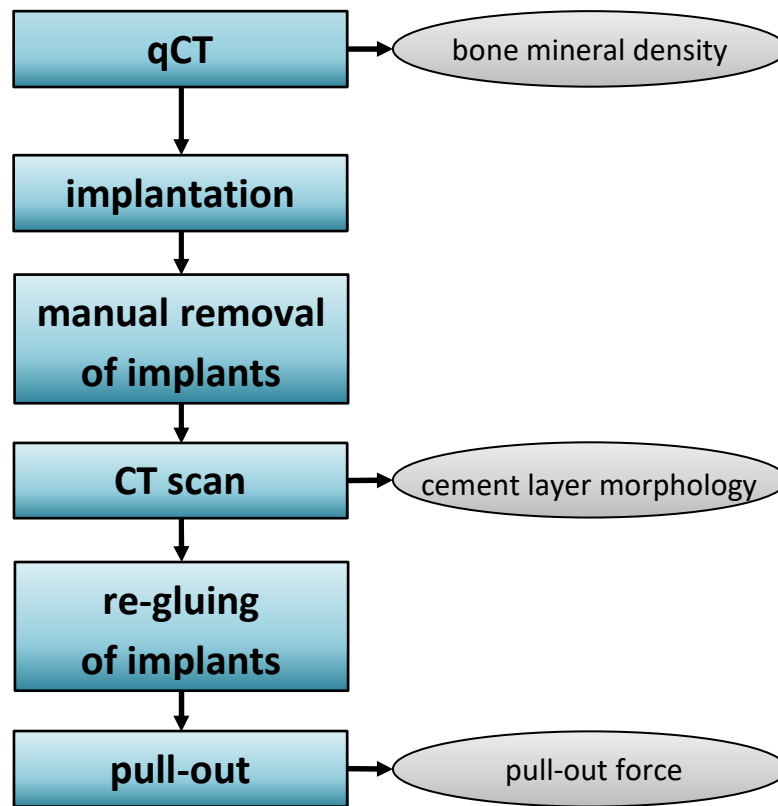 qCT
bone mineral density
implantation
manual removal
of implants
CT scan
cement layer morphology
re-gluing
of implants
pull-out
pull-out force